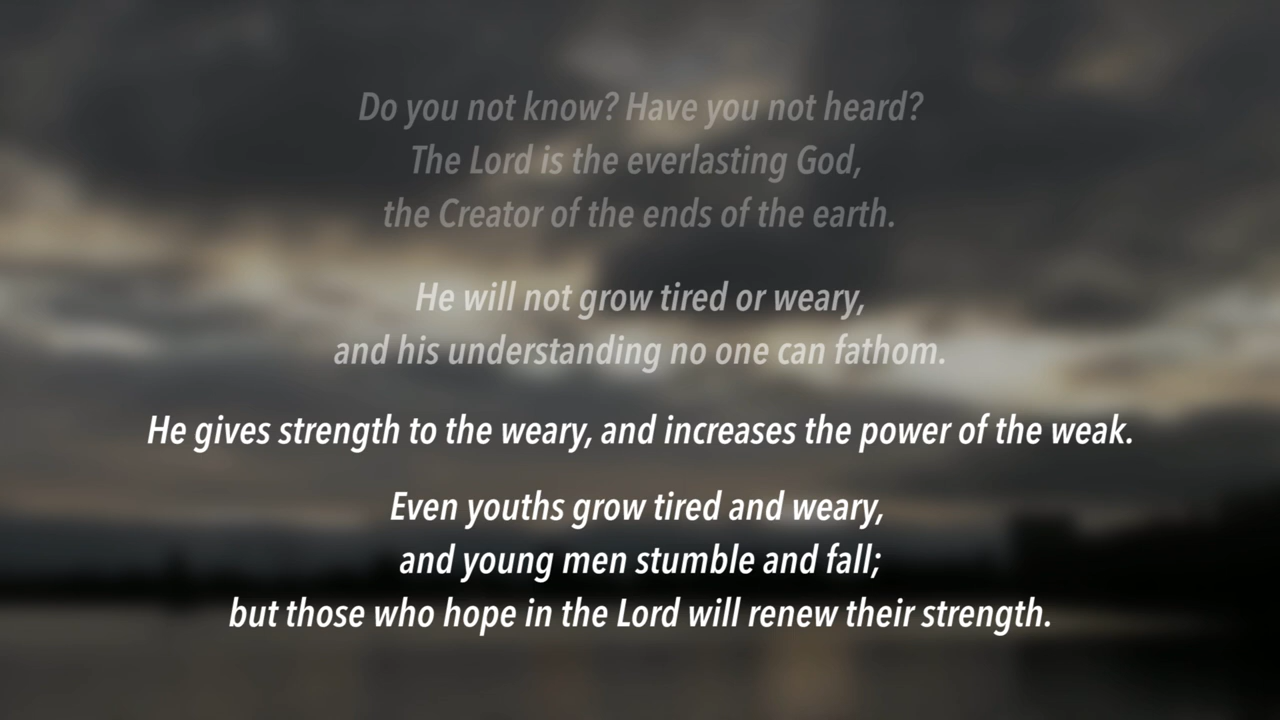 Do you not know? Have you not heard?
The Lord is the everlasting God,
the Creator of the ends of the earth.
He will not grow tired or weary,
and his understanding no one can fathom.
He gives strength to the weary, and increases the power of the weak.
Even youths grow tired and weary,
and young men stumble and fall;
but those who hope in the Lord will renew their strength.